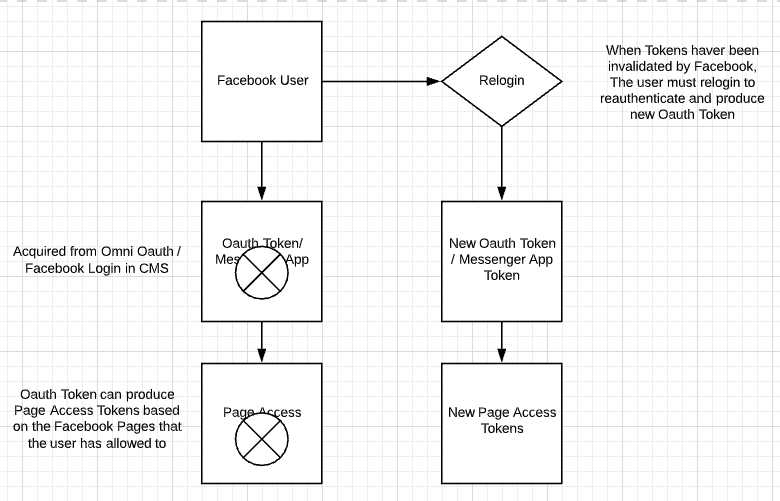 Facebook User
Relogin
When Tokens haver been
invalidated by Facebook,
The user must relogin to
reauthenticate and produce
new Oauth Token
Acquired from Omni Oauth /
Facebook Login in CMS
Oauth Token/
App
New Oauth Token
/ Messenger App
Token
Oauth Token can produce
Page Access Tokens based
on the Facebook Pages that
the user has allowed to
Page Access
New Page Access
Tokens